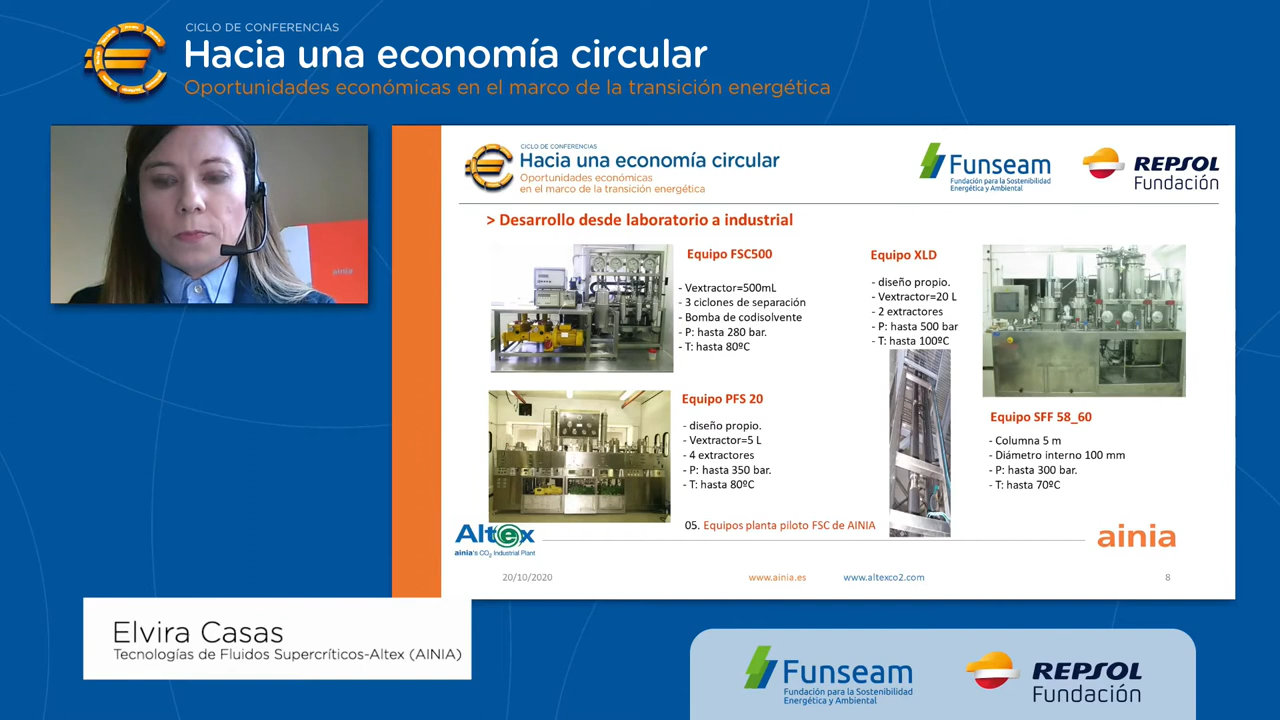 CICLO DE CONFERENCIAS
Hacia una economía circular
Oportunidades económicas en el marco de la transición energética
ainia
CICLO DE CONFERENCIAS
Hacia una economía circular
Oportunidades económicas
en el marco de la transición energética
Funseam
Fundación para la Sostenibilidad
Energética y Ambiental
REPSOL
Fundación
> Desarrollo desde laboratorio a industrial
Equipo FSC500
- Vextractor=500mL
- 3 ciclones de separación
- Bomba de codisolvente
- P: hasta 280 bar.
- T: hasta 80ºC
Equipo XLD
- diseño propio.
- Vextractor=20 L
- 2 extractores
- P: hasta 500 bar
- T: hasta 100ºC
Equipo PFS 20
- diseño propio.
- Vextractor=5 L
- 4 extractores
- P: hasta 350 bar.
- T: hasta 80ºC
Equipo SFF 58_60
- Columna 5 m
- Diámetro interno 100 mm
- P: hasta 300 bar.
- T: hasta 70ºC
05. Equipos planta piloto FSC de AINIA
Altex
ainia's CO2 Industrial Plant
ainia
20/10/2020
www.ainia.es
www.altexco2.com
8
Elvira Casas
Tecnologías de Fluidos Supercríticos-Altex (AINIA)
Funseam
Fundación para la Sostenibilidad
Energética y Ambiental
REPSOL
Fundación